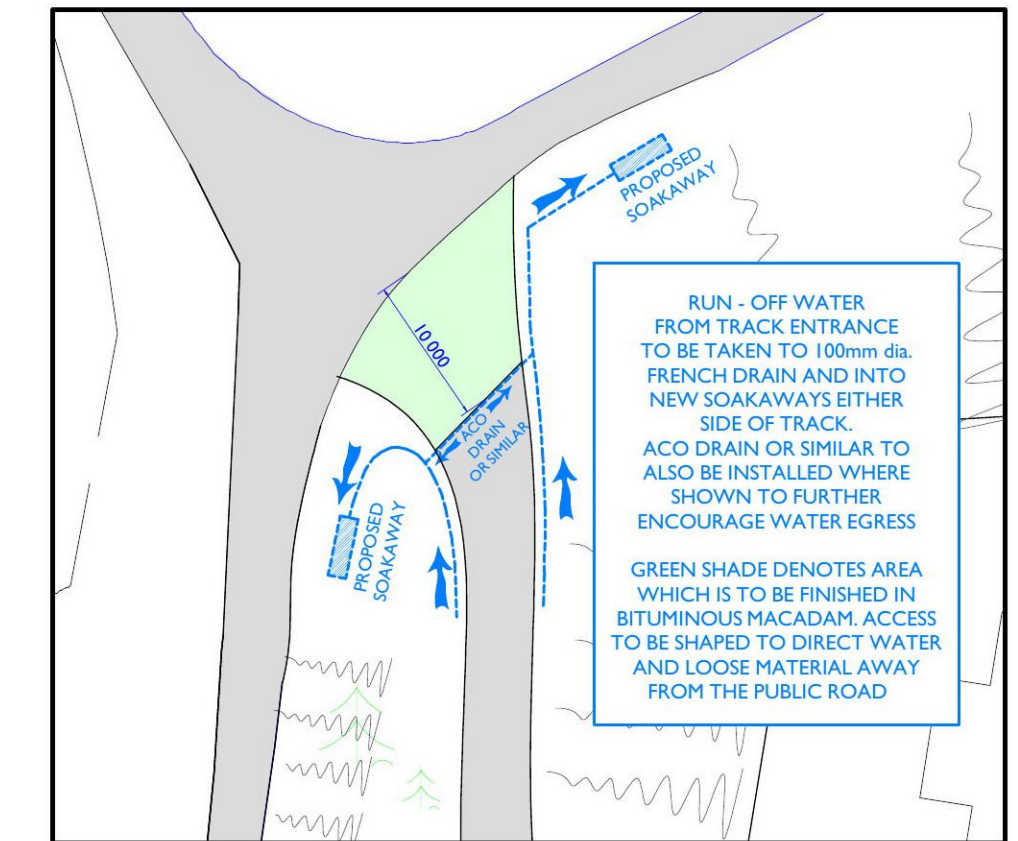 PROPOSED
SOAKAWAY
10 000
ACO
DRAIN
OR SIMILAR
PROPOSED
SOAKAWAY
RUN - OFF WATER
FROM TRACK ENTRANCE
TO BE TAKEN TO 100mm dia.
FRENCH DRAIN AND INTO
NEW SOAKAWAYS EITHER
SIDE OF TRACK.
ACO DRAIN OR SIMILAR TO
ALSO BE INSTALLED WHERE
SHOWN TO FURTHER
ENCOURAGE WATER EGRESS
GREEN SHADE DENOTES AREA
WHICH IS TO BE FINISHED IN
BITUMINOUS MACADAM. ACCESS
TO BE SHAPED TO DIRECT WATER
AND LOOSE MATERIAL AWAY
FROM THE PUBLIC ROAD